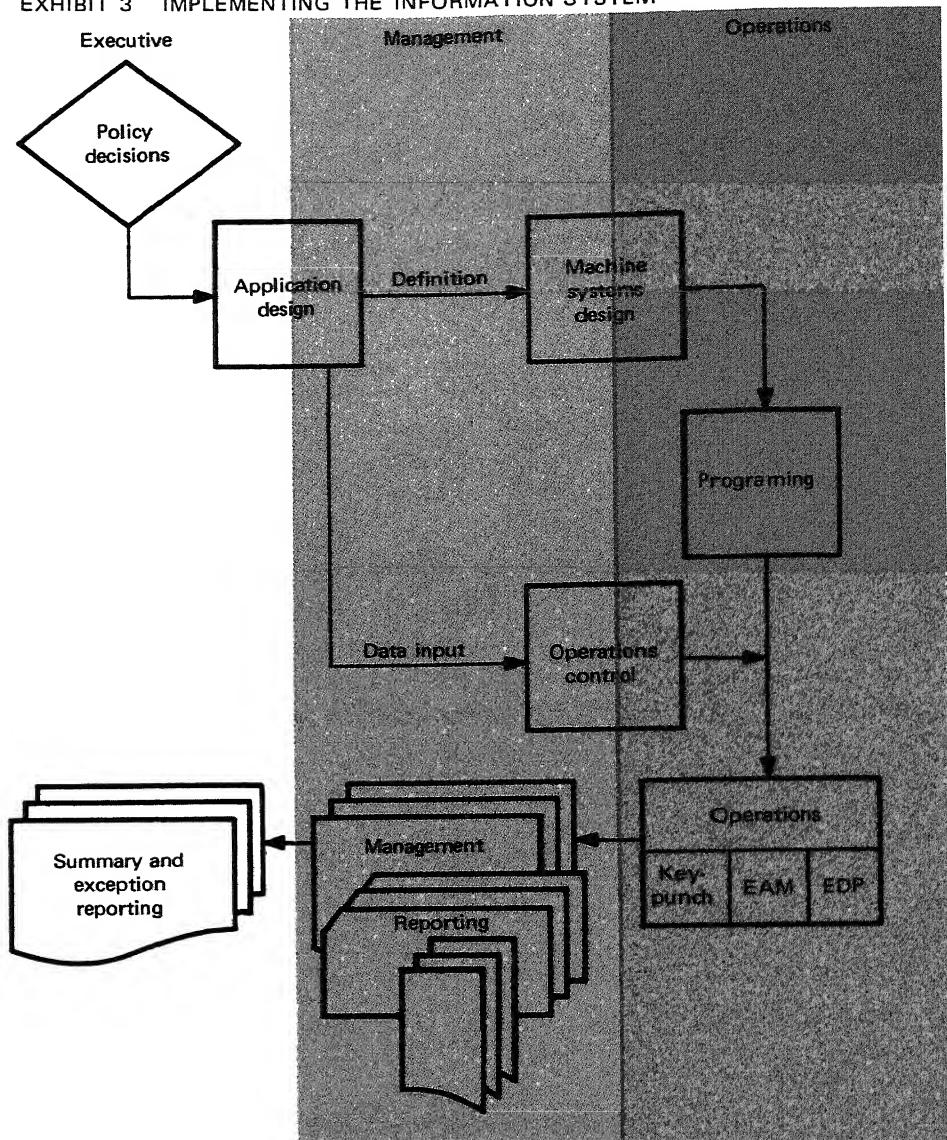 EXHIBIT 3 IMPLEMENTING THE INFORMATION SYSTEM
Executive
Management
Operations
Policy
decisions
Application
design
Definition
Machine
systems
design
Programing
Data input
Operations
control
Operations
Key-
punch
EAM
EDP
Management
Reporting
Summary and
exception
reporting